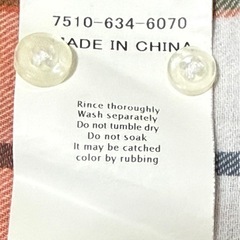 7510-634-6070
MADE IN CHINA
Rince thoroughly
Wash separately
Do not tumble dry
Do not soak
It may be catched
color by rubbing